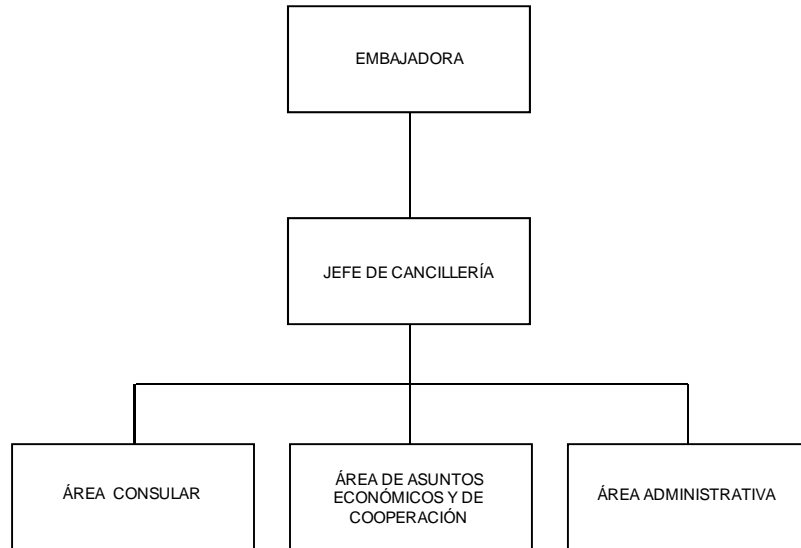 EMBAJADORA
JEFE DE CANCILLERÍA
ÁREA CONSULAR
ÁREA DE ASUNTOS
ECONÓMICOS Y DE
COOPERACIÓN
ÁREA ADMINISTRATIVA